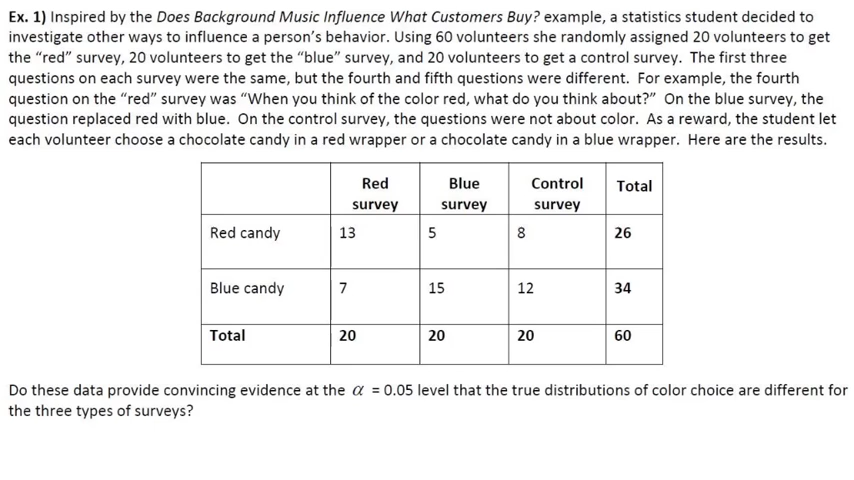 Ex. 1) Inspired by the Does Background Music Influence What Customers Buy? example, a statistics student decided to
investigate other ways to influence a person's behavior. Using 60 volunteers she randomly assigned 20 volunteers to get
the “red” survey, 20 volunteers to get the “blue” survey, and 20 volunteers to get a control survey. The first three
questions on each survey were the same, but the fourth and fifth questions were different. For example, the fourth
question on the “red” survey was “When you think of the color red, what do you think about?” On the blue survey, the
question replaced red with blue. On the control survey, the questions were not about color. As a reward, the student let
each volunteer choose a chocolate candy in a red wrapper or a chocolate candy in a blue wrapper. Here are the results.
Red survey Blue survey Control survey Total
Red candy 13 5 8 26
Blue candy 7 15 12 34
Total 20 20 20 60
Do these data provide convincing evidence at the α = 0.05 level that the true distributions of color choice are different for
the three types of surveys?